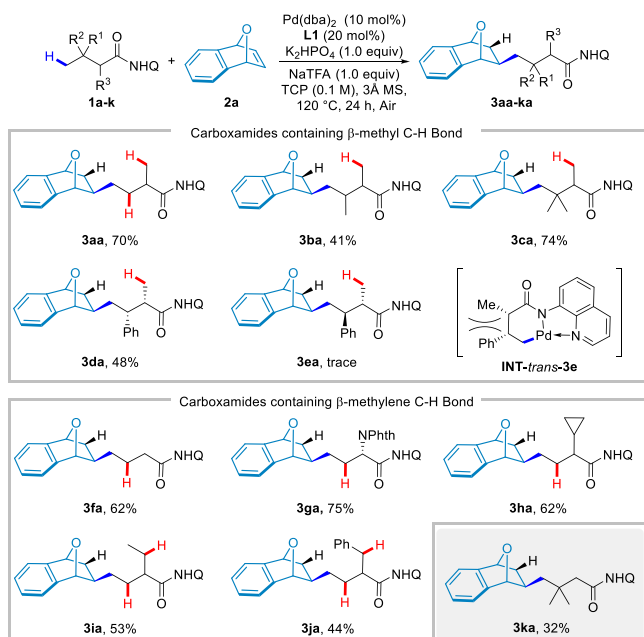 Pd(dba)₂ (10 mol%)
L1 (20 mol%)
K₂HPO₄ (1.0 equiv)
NaTFA (1.0 equiv)
TCP (0.1 M), 3Å MS,
120 °C, 24 h, Air
H R² R¹ O NHQ R³
1a-k
+
O
2a
O H R³ NHQ R² R¹ O
3aa-ka
Carboxamides containing β-methyl C-H Bond
O H H NHQ O H
3aa, 70%
O H H NHQ O
3ba, 41%
O H H NHQ O
3ca, 74%
O H H NHQ Ph O
3da, 48%
O H H NHQ Ph O
3ea, trace
O Me N Pd N Ph
INT-trans-3e
Carboxamides containing β-methylene C-H Bond
O H NHQ H O
3fa, 62%
O H NPhth NHQ H O
3ga, 75%
O H NHQ H O
3ha, 62%
O H H NHQ H O
3ia, 53%
O H Ph H NHQ H O
3ja, 44%
O H NHQ O
3ka, 32%